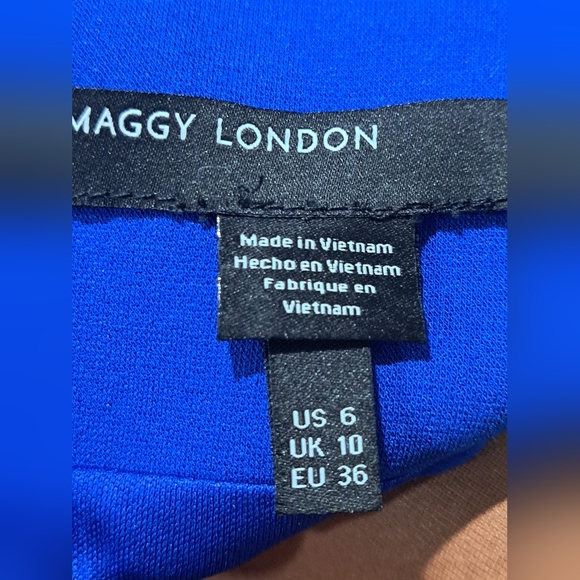 MAGGY LONDON
Made in Vietnam
Hecho en Vietnam
Fabrique en
Vietnam
US 6
UK 10
EU 36